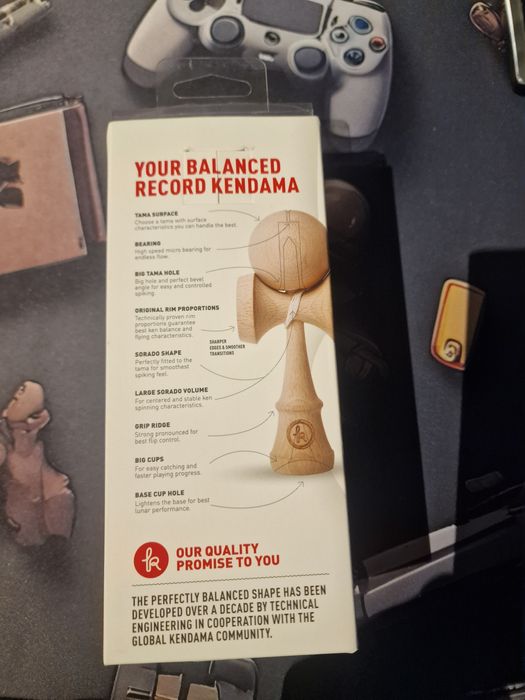 YOUR BALANCED
RECORD KENDAMA
TAMA SURFACE
Choose a tama with surface
characteristics you can handle the best.
BEARING
High speed micro bearing for
endless flow.
BIG TAMA HOLE
Big hole and perfect bevel
angle for easy and controlled
spiking.
ORIGINAL RIM PROPORTIONS
Technically proven rim
proportions guarantee
best ken balance and
flying characteristics.
SHARPER
EDGES & SMOOTHER
TRANSITIONS
SORADO SHAPE
Perfectly fitted to the
tama for smoothest
spiking feel.
LARGE SORADO VOLUME
For centered and stable ken
spinning characteristics.
GRIP RIDGE
Strong pronounced for
best flip control.
BIG CUPS
For easy catching and
faster playing progress.
BASE CUP HOLE
Lightens the base for best
lunar performance.
OUR QUALITY
PROMISE TO YOU
THE PERFECTLY BALANCED SHAPE HAS BEEN
DEVELOPED OVER A DECADE BY TECHNICAL
ENGINEERING IN COOPERATION WITH THE
GLOBAL KENDAMA COMMUNITY.